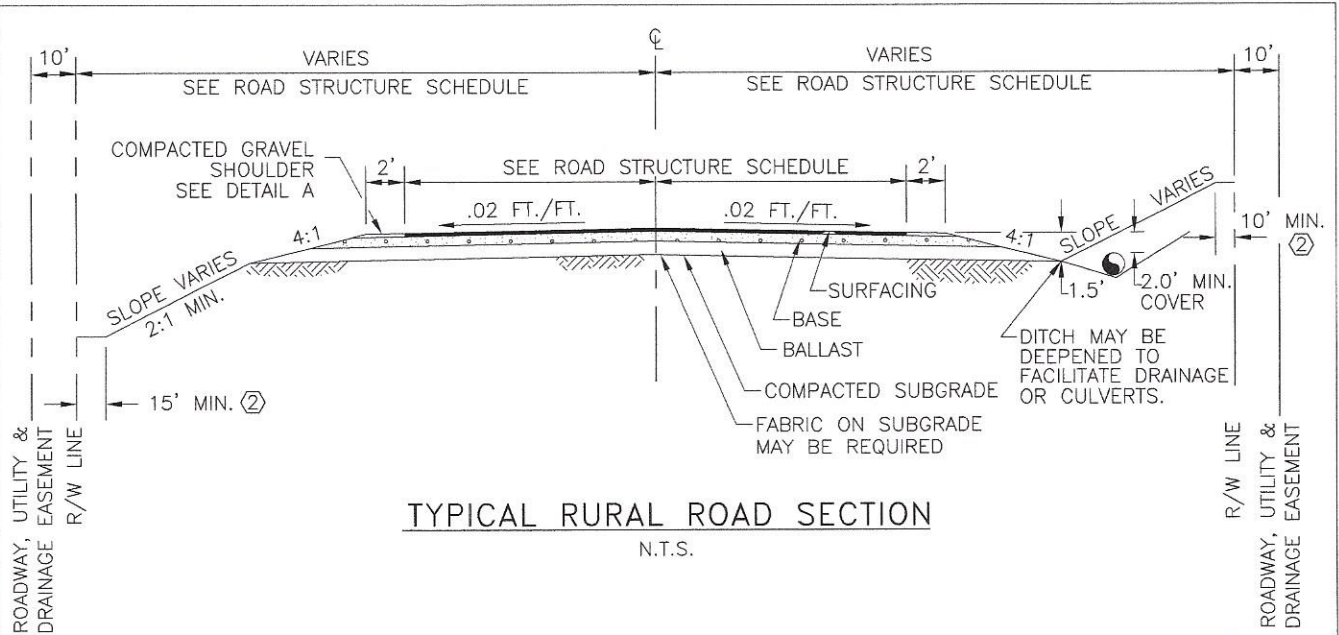 ℄
10'
VARIES
VARIES
10'
SEE ROAD STRUCTURE SCHEDULE
SEE ROAD STRUCTURE SCHEDULE
COMPACTED GRAVEL
SHOULDER
SEE DETAIL A
2'
SEE ROAD STRUCTURE SCHEDULE
2'
.02 FT./FT.
.02 FT./FT.
4:1
4:1
SLOPE VARIES
10' MIN.
2
SLOPE VARIES
2:1 MIN.
SURFACING
1.5'
2.0' MIN.
COVER
BASE
BALLAST
DITCH MAY BE
DEEPENED TO
FACILITATE DRAINAGE
OR CULVERTS.
15' MIN. 2
COMPACTED SUBGRADE
FABRIC ON SUBGRADE
MAY BE REQUIRED
ROADWAY, UTILITY &
DRAINAGE EASEMENT
R/W LINE
R/W LINE
ROADWAY, UTILITY &
DRAINAGE EASEMENT
TYPICAL RURAL ROAD SECTION
N.T.S.